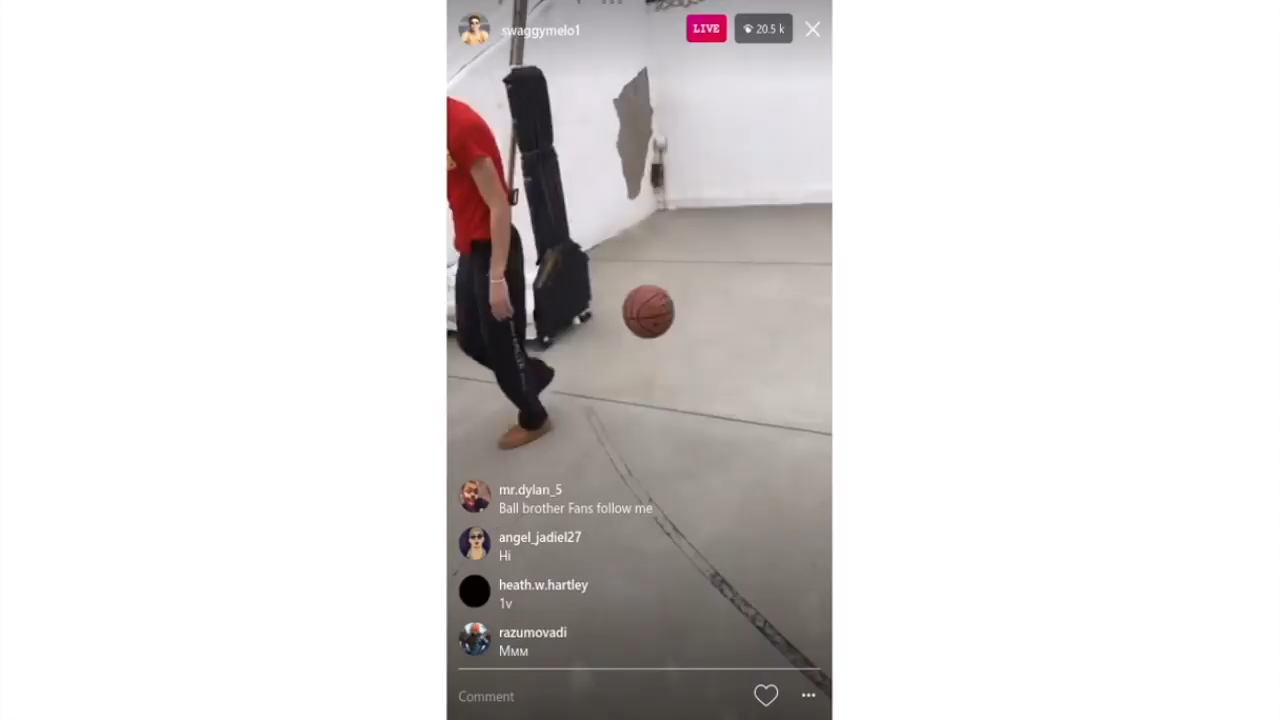 swaggymelo1
LIVE
20.5 k
mr.dylan_5
Ball brother Fans follow me
angel_jadiel27
Hi
heath.w.hartley
1v
razumovadi
Ммм
Comment